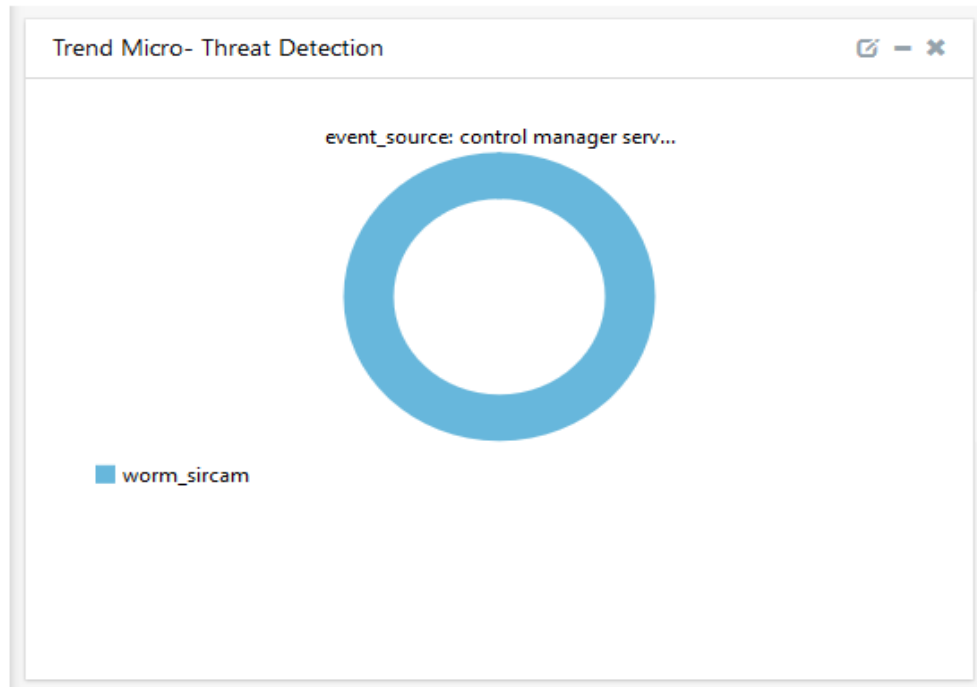 Trend Micro- Threat Detection
event_source: control manager serv...
worm_sircam